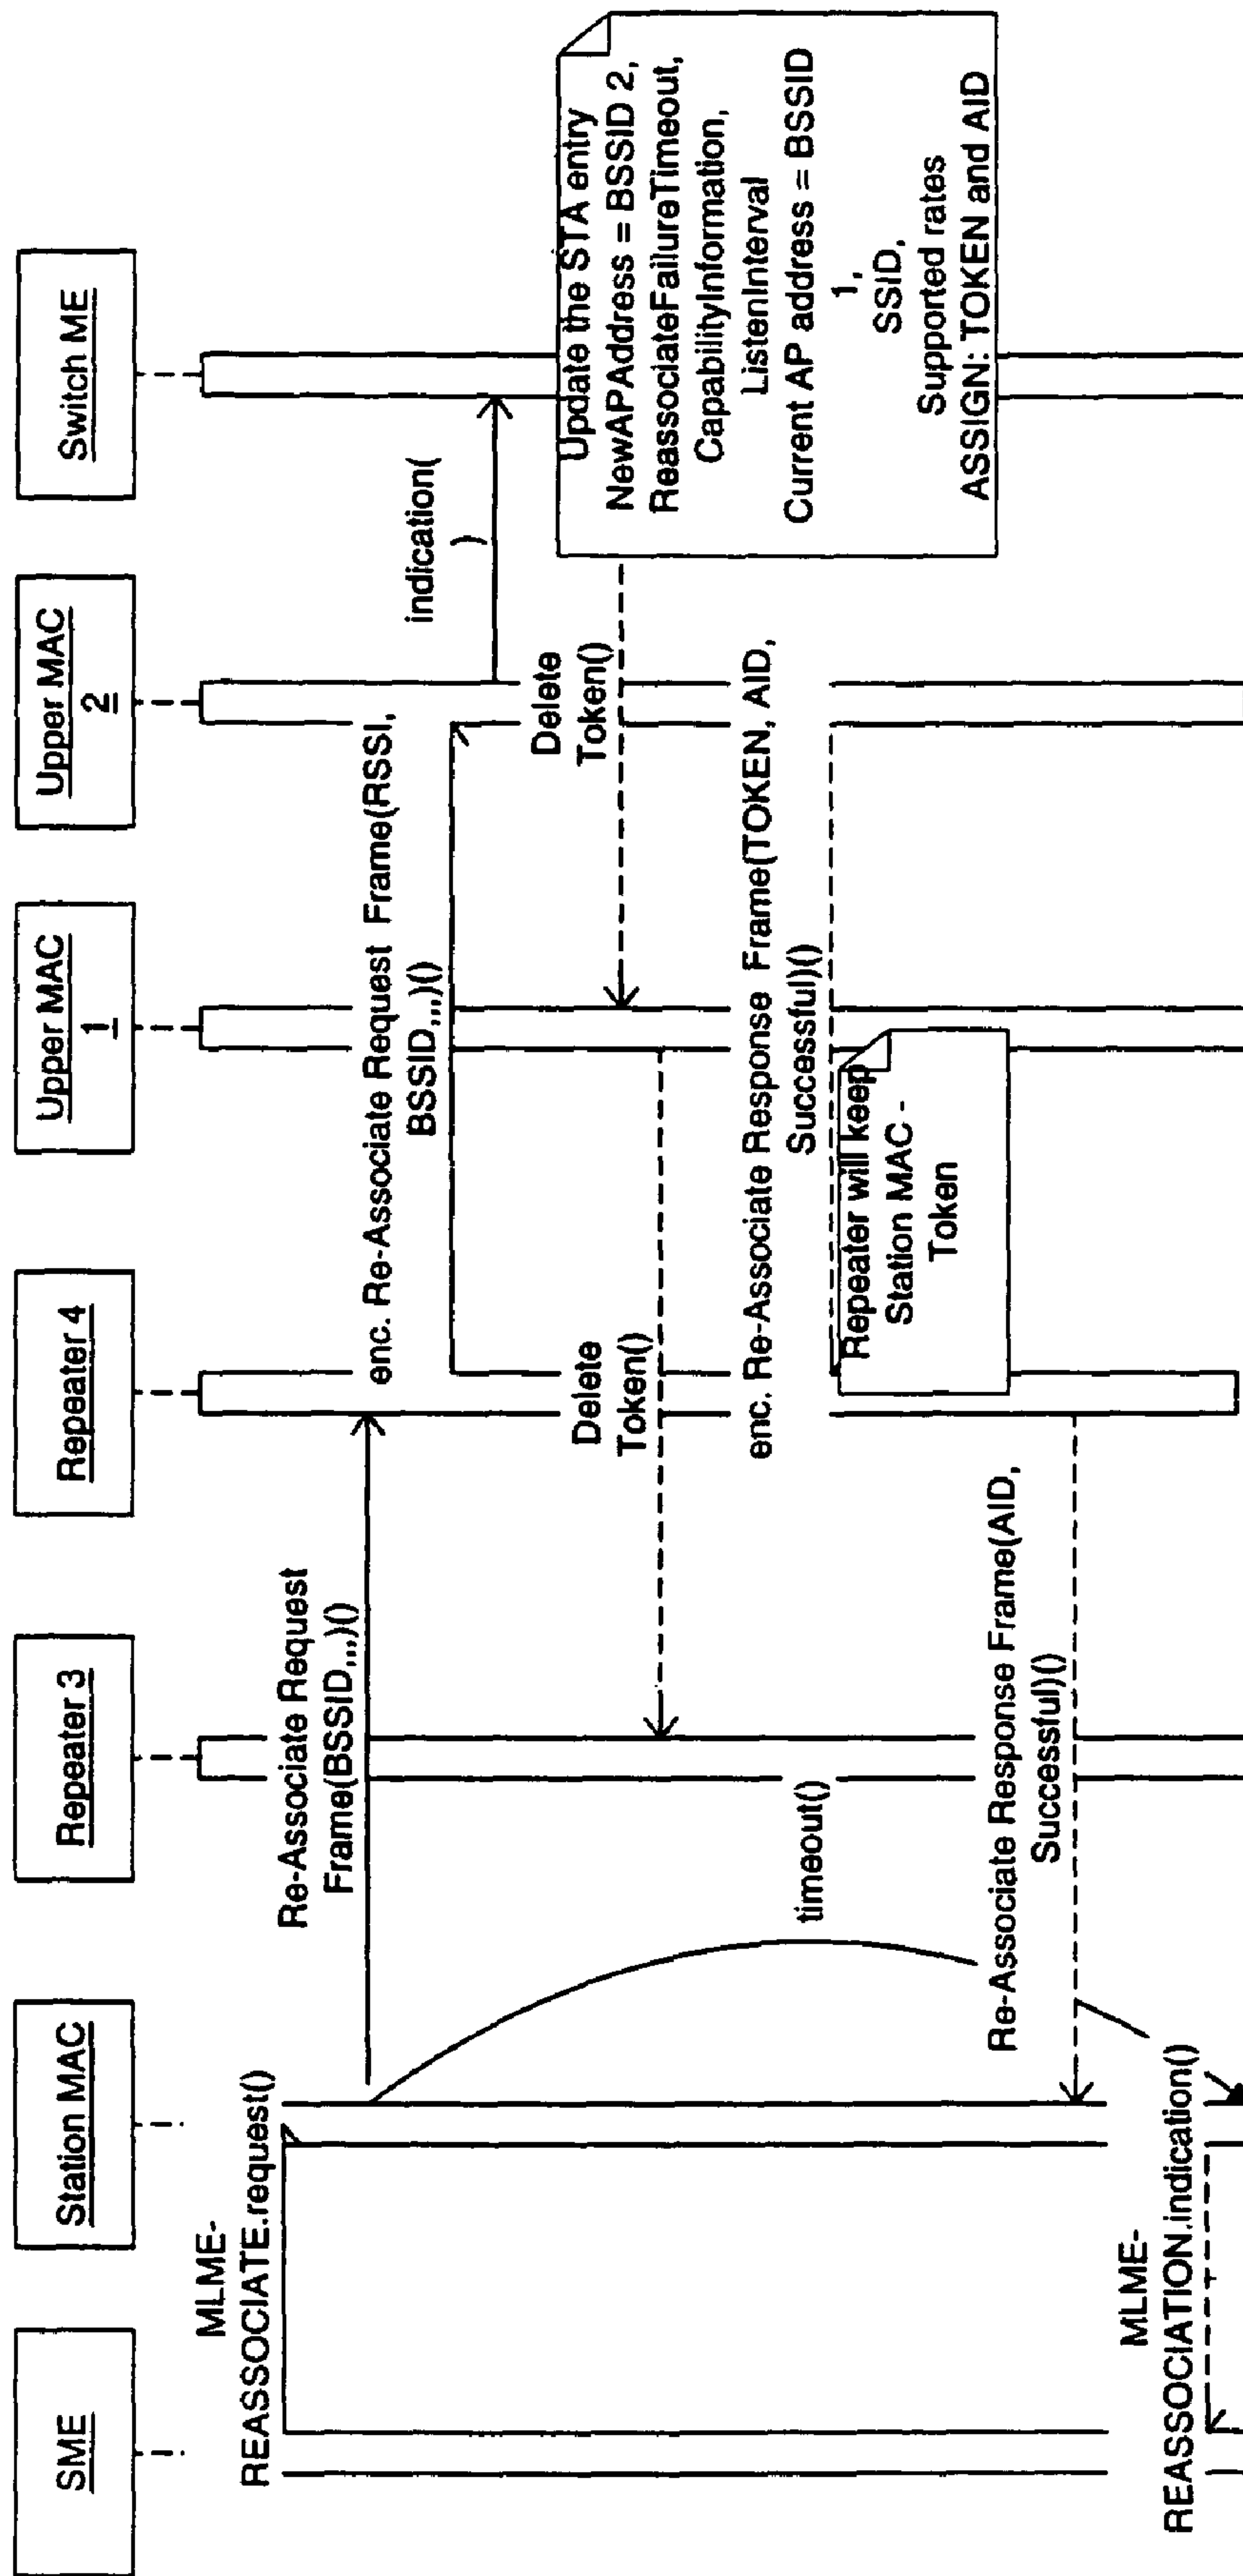 SME
Station MAC
Repeater 3
Repeater 4
Upper MAC
1
Upper MAC
2
Switch ME
MLME-
REASSOCIATE.request()
Re-Associate Request
Frame(BSSID,,,)()
enc. Re-Associate Request Frame(RSSI,
BSSID,,,)()
indication(
)
Update the STA entry
NewAPAddress = BSSID 2,
ReassociateFailureTimeout,
CapabilityInformation,
ListenInterval
Current AP address = BSSID
1,
SSID,
Supported rates
ASSIGN: TOKEN and AID
Delete
Token()
Delete
Token()
enc. Re-Associate Response Frame(TOKEN, AID,
Successful)()
Repeater will keep
Station MAC -
Token
timeout()
Re-Associate Response Frame(AID,
Successful)()
MLME-
REASSOCIATION.indication()